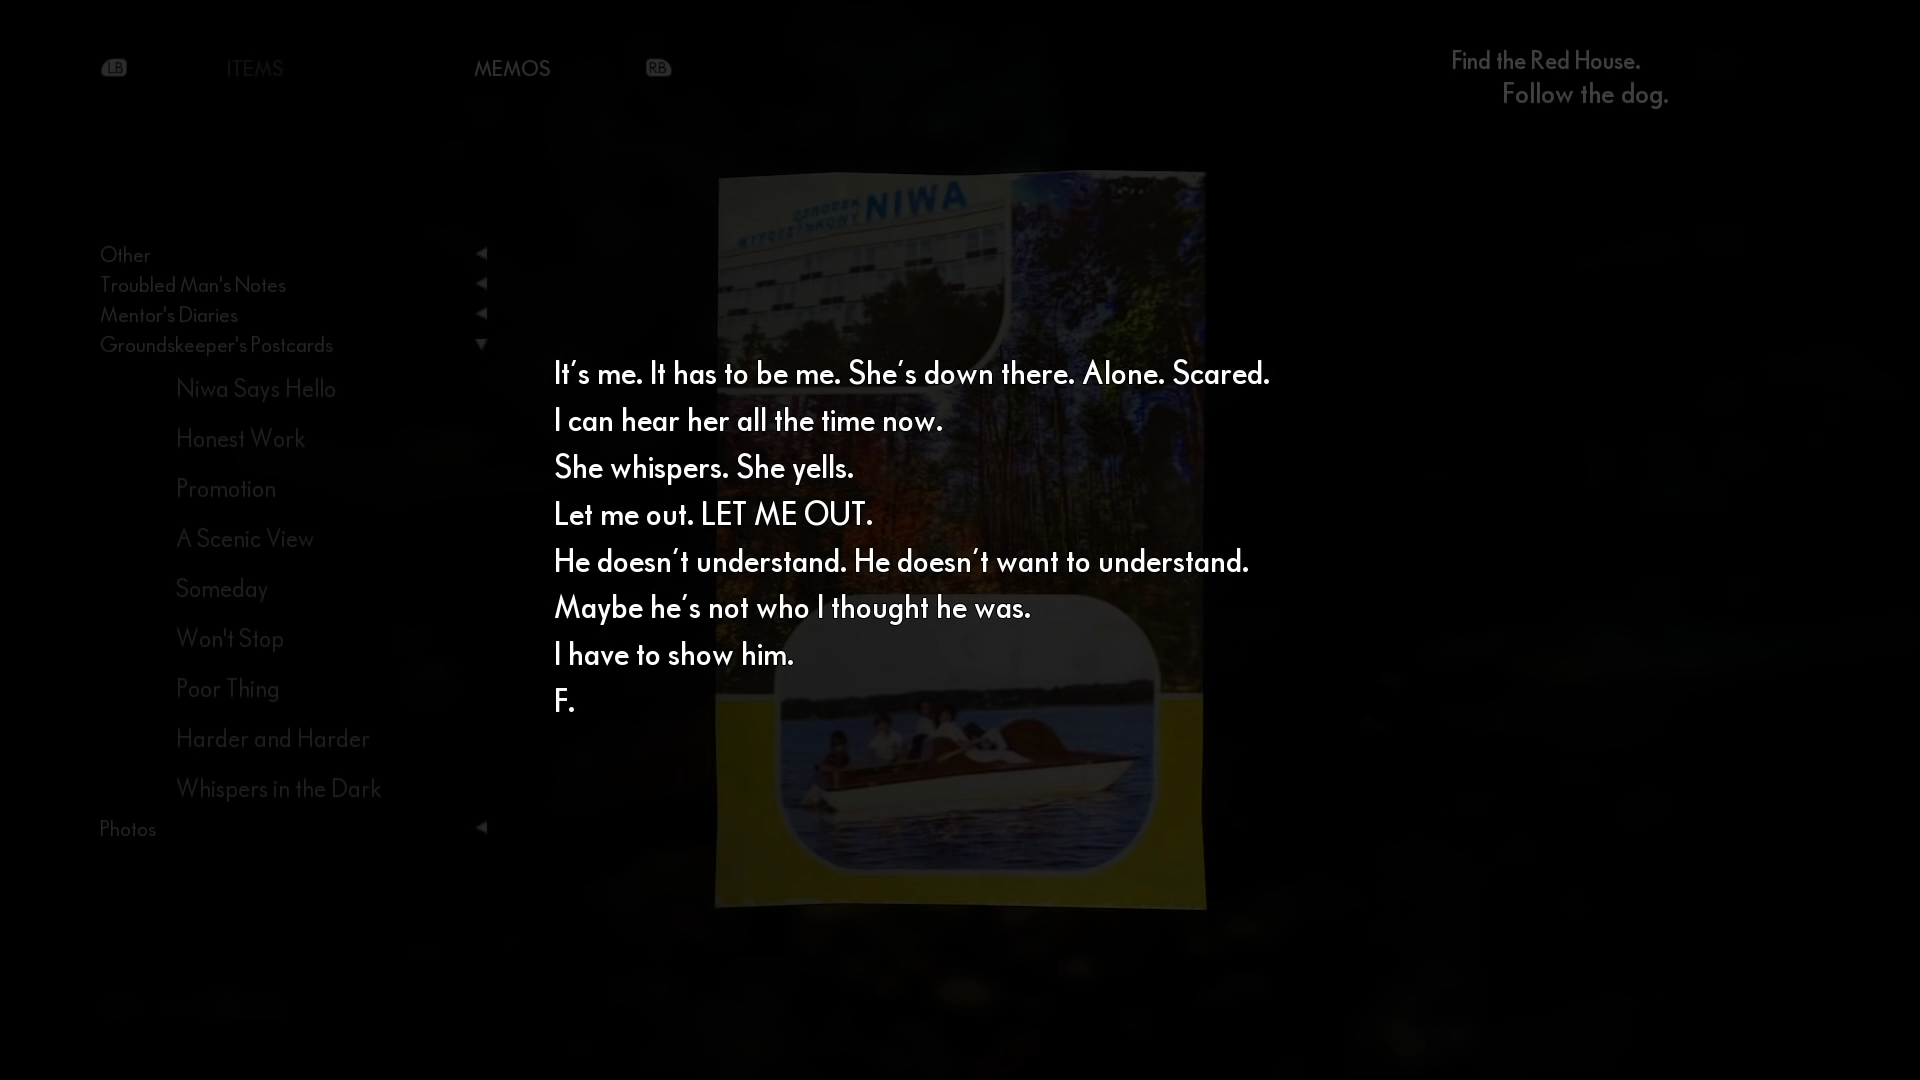 LB
ITEMS
MEMOS
RB
Find the Red House.
Follow the dog.
OŚRODEK
WYPOCZYNKOWY
NIWA
Other
Troubled Man's Notes
Mentor's Diaries
Groundskeeper's Postcards
Niwa Says Hello
Honest Work
Promotion
A Scenic View
Someday
Won't Stop
Poor Thing
Harder and Harder
Whispers in the Dark
Photos
It's me. It has to be me. She's down there. Alone. Scared.
I can hear her all the time now.
She whispers. She yells.
Let me out. LET ME OUT.
He doesn't understand. He doesn't want to understand.
Maybe he's not who I thought he was.
I have to show him.
F.